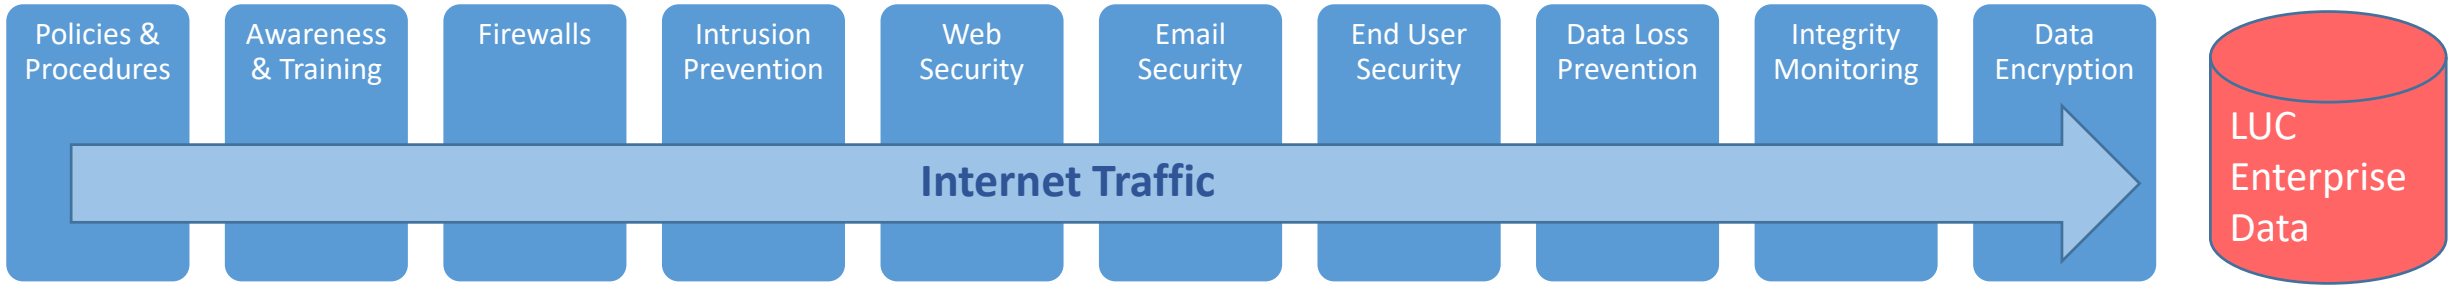 Policies &
Procedures
Awareness
& Training
Firewalls
Intrusion
Prevention
Web
Security
Email
Security
End User
Security
Data Loss
Prevention
Integrity
Monitoring
Data
Encryption
Internet Traffic
LUC
Enterprise
Data